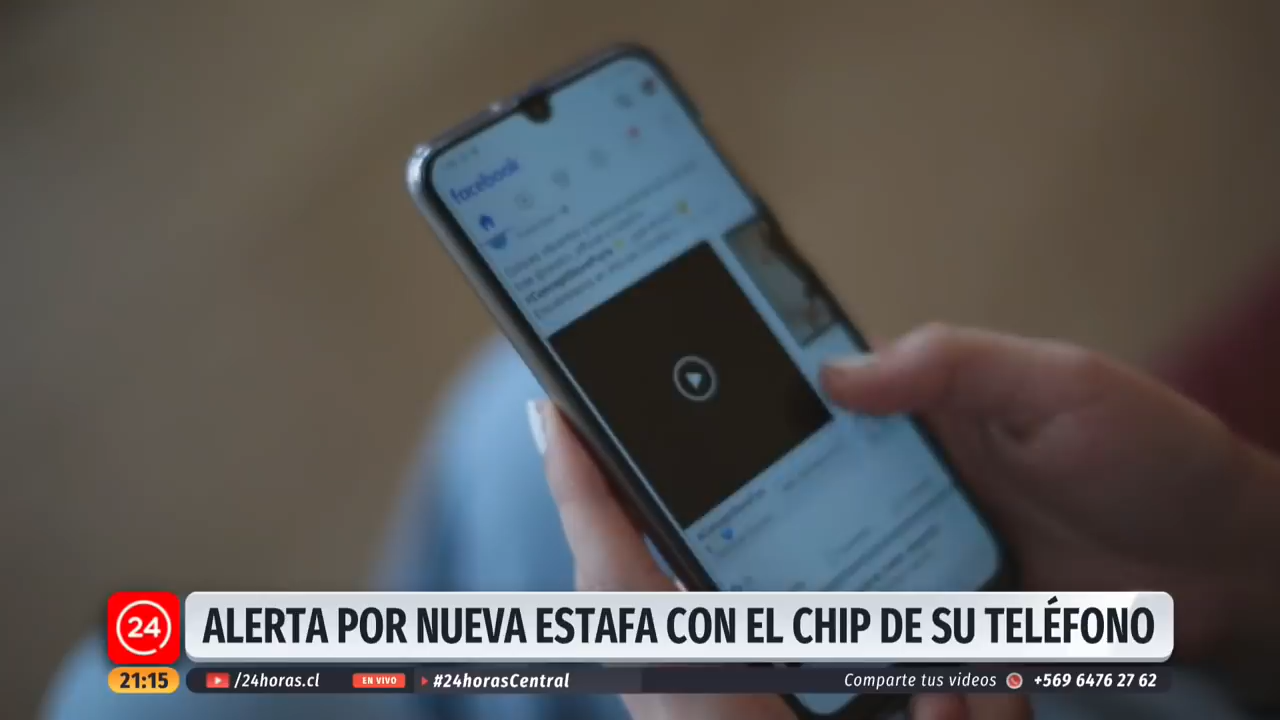 facebook
24
ALERTA POR NUEVA ESTAFA CON EL CHIP DE SU TELÉFONO
21:15
/24horas.cl
EN VIVO
#24horasCentral
Comparte tus videos
+569 6476 27 62